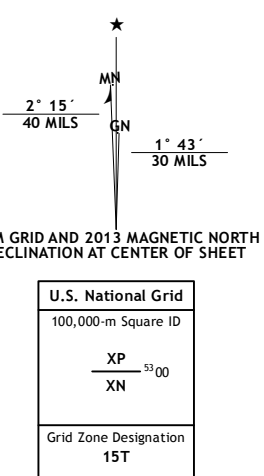 ★
MN
2° 15´
40 MILS
GN
1° 43´
30 MILS
M GRID AND 2013 MAGNETIC NORTH
ECLINATION AT CENTER OF SHEET
U.S. National Grid
100,000-m Square ID
XP
5300
XN
Grid Zone Designation
15T